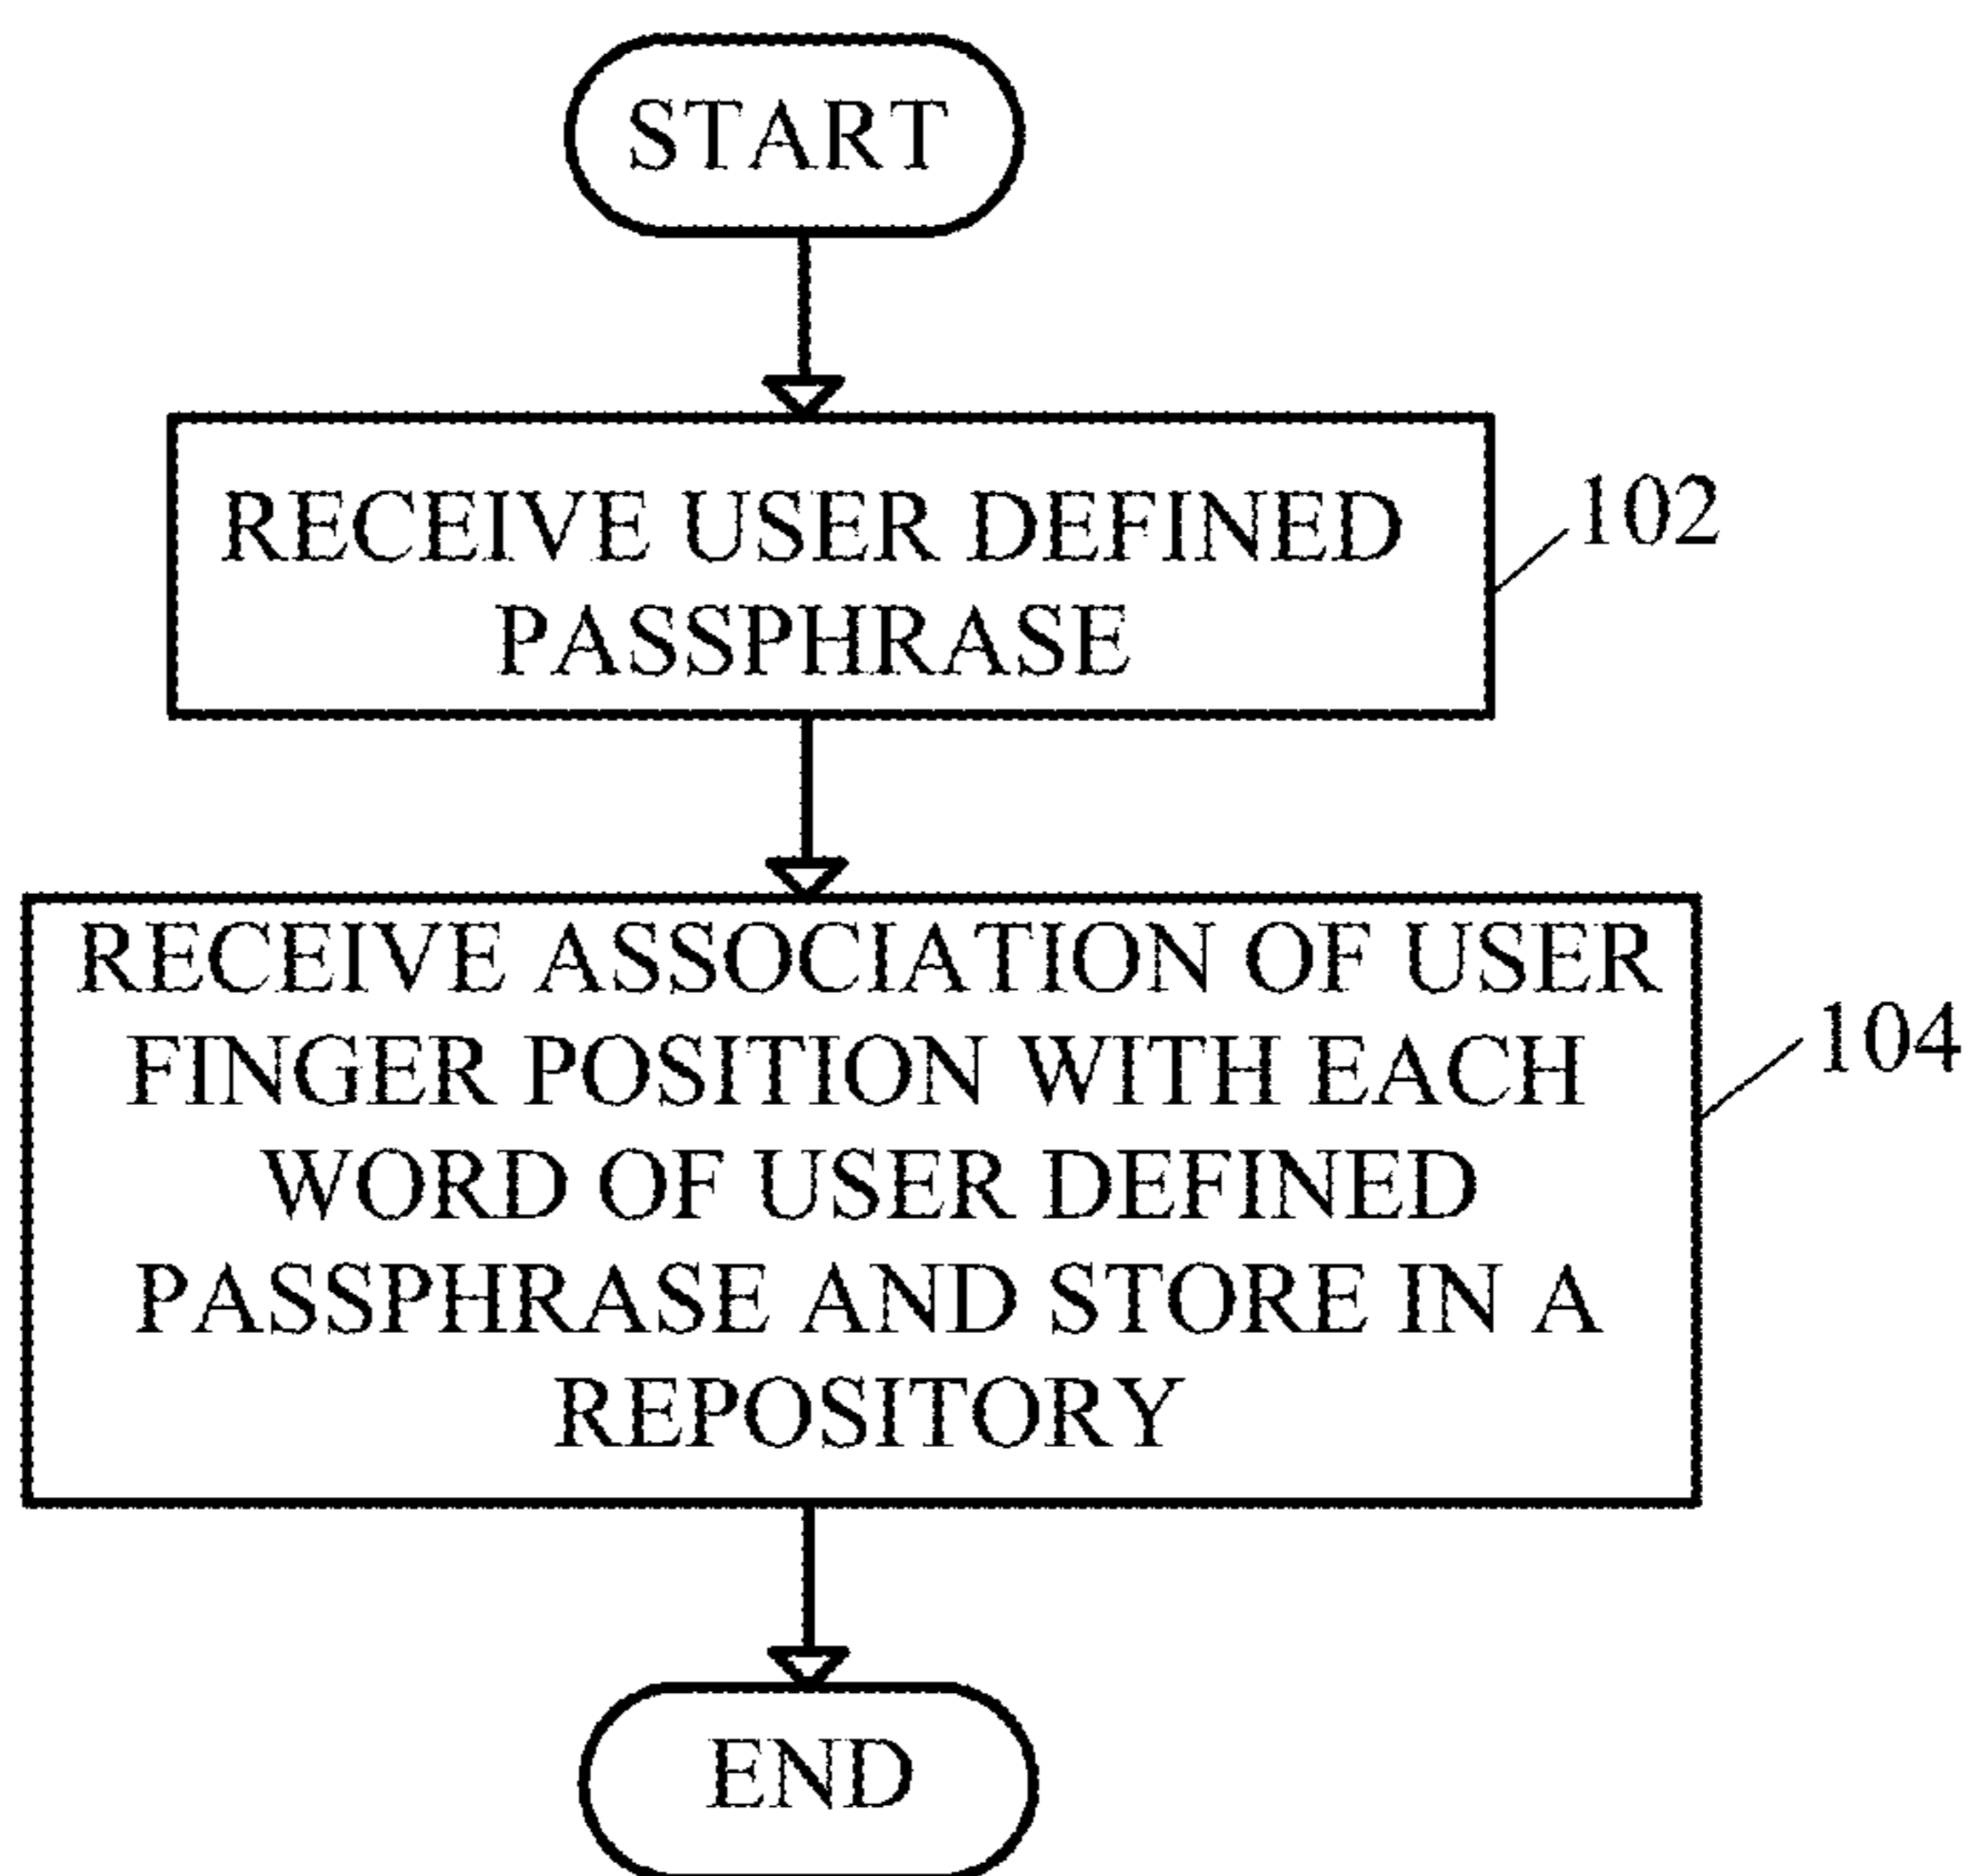 START
RECEIVE USER DEFINED
PASSPHRASE
102
RECEIVE ASSOCIATION OF USER
FINGER POSITION WITH EACH
WORD OF USER DEFINED
PASSPHRASE AND STORE IN A
REPOSITORY
104
END